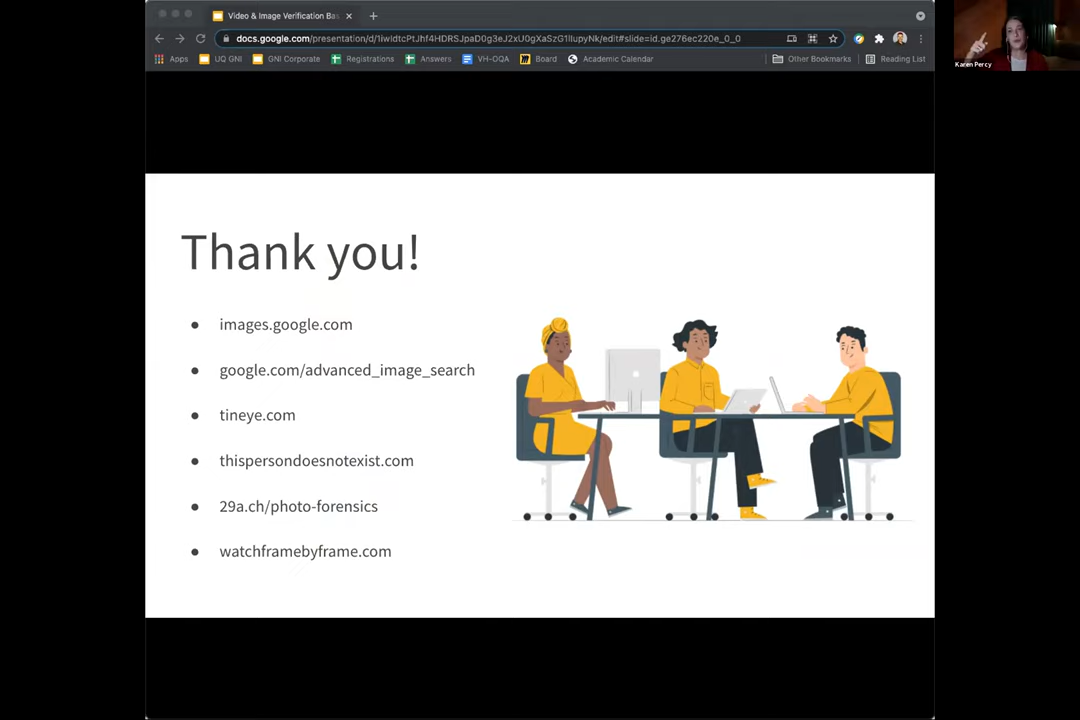 Video & Image Verification Bas
docs.google.com/presentation/d/1iwIdtcPtJhf4HDRSJpaD0g3eJ2xU0gXaSzG1IlupyNk/edit#slide=id.ge276ec220e_0_0
Apps
UQ GNI
GNI Corporate
Registrations
Answers
VH-OQA
Board
Academic Calendar
Other Bookmarks
Reading List
Karen Percy
Thank you!
● images.google.com
● google.com/advanced_image_search
● tineye.com
● thispersondoesnotexist.com
● 29a.ch/photo-forensics
● watchframebyframe.com